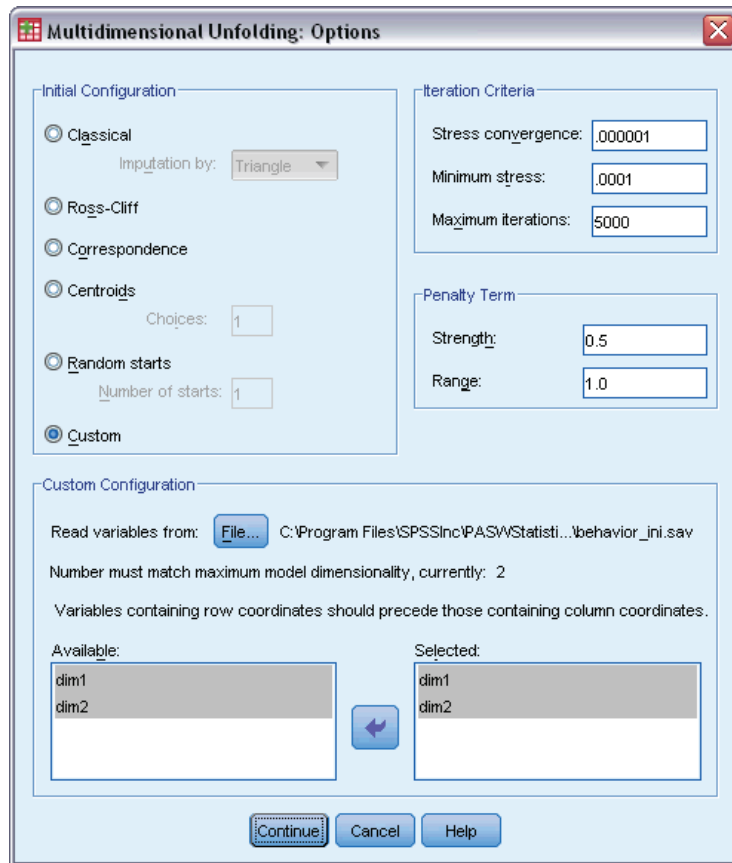 Multidimensional Unfolding: Options
Initial Configuration
Classical
Imputation by: Triangle
Ross-Cliff
Correspondence
Centroids
Choices: 1
Random starts
Number of starts: 1
Custom
Iteration Criteria
Stress convergence: .000001
Minimum stress: .0001
Maximum iterations: 5000
Penalty Term
Strength: 0.5
Range: 1.0
Custom Configuration
Read variables from: File... C:\Program Files\SPSSInc\PASWStatisti...\behavior_ini.sav
Number must match maximum model dimensionality, currently: 2
Variables containing row coordinates should precede those containing column coordinates.
Available:
dim1
dim2
Selected:
dim1
dim2
Continue Cancel Help